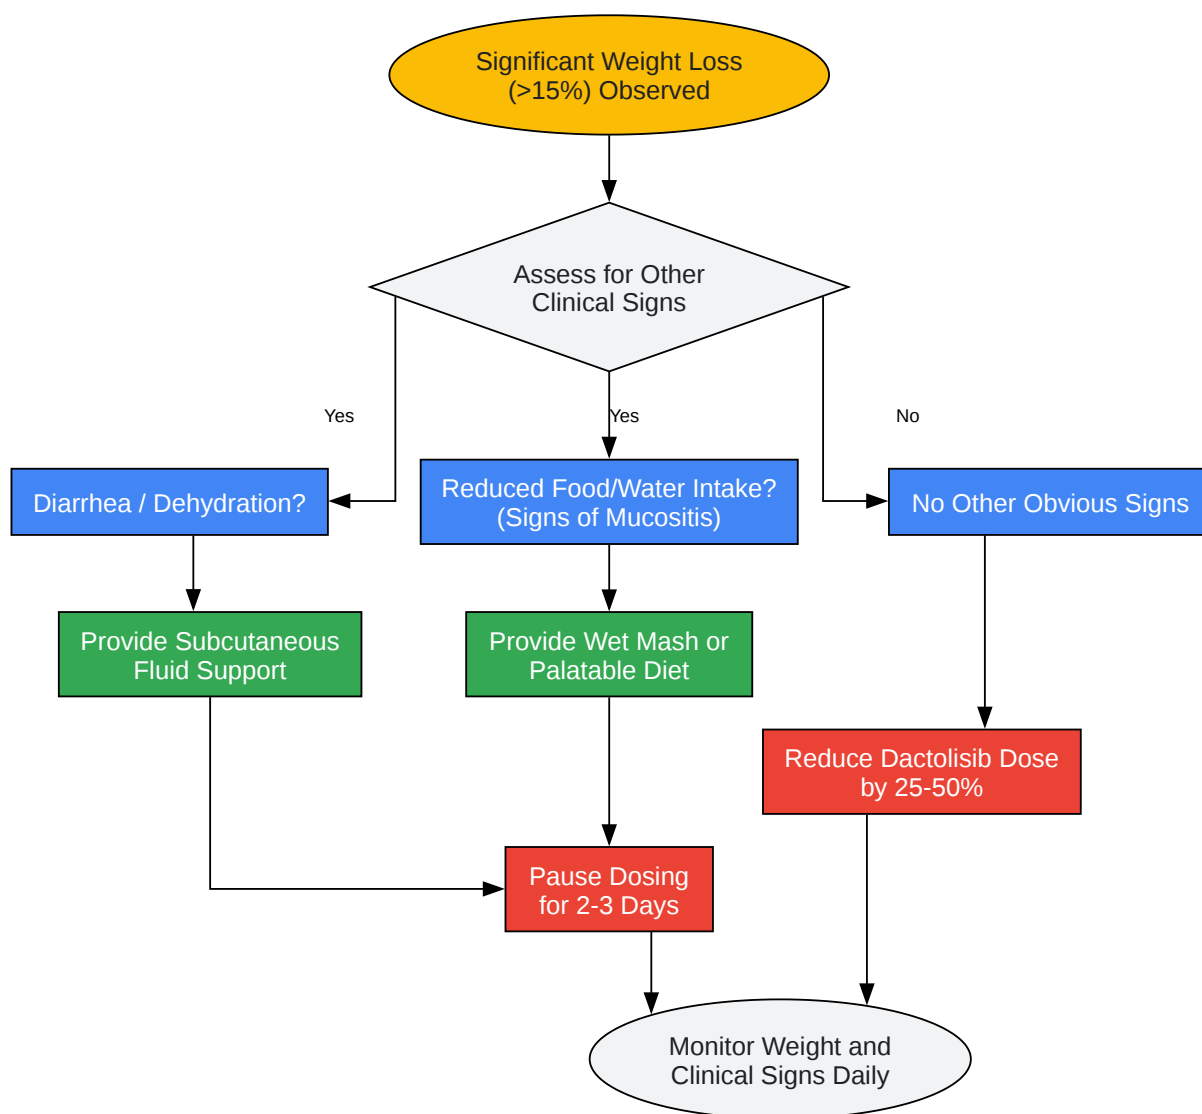 Significant Weight Loss
(>15%) Observed
Assess for Other
Clinical Signs
Yes
Yes
No
Diarrhea / Dehydration?
Reduced Food/Water Intake?
(Signs of Mucositis)
No Other Obvious Signs
Provide Subcutaneous
Fluid Support
Provide Wet Mash or
Palatable Diet
Reduce Dactolisib Dose
by 25-50%
Pause Dosing
for 2-3 Days
Monitor Weight and
Clinical Signs Daily